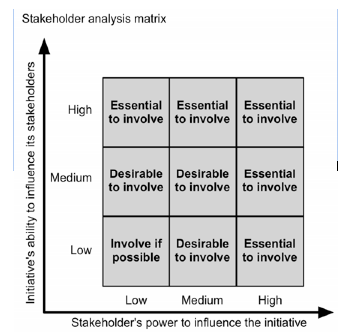 Stakeholder analysis matrix
Initiative's ability to influence its stakeholders
High
Essential to involve
Essential to involve
Essential to involve
Medium
Desirable to involve
Desirable to involve
Essential to involve
Low
Involve if possible
Desirable to involve
Essential to involve
Low Medium High
Stakeholder's power to influence the initiative